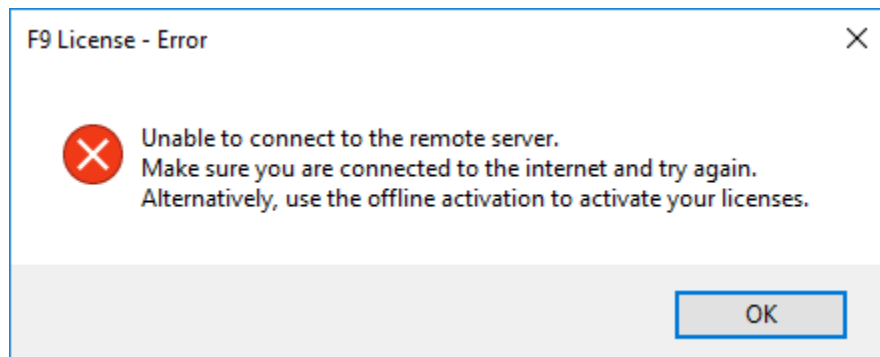 F9 License - Error
Unable to connect to the remote server.
Make sure you are connected to the internet and try again.
Alternatively, use the offline activation to activate your licenses.
OK